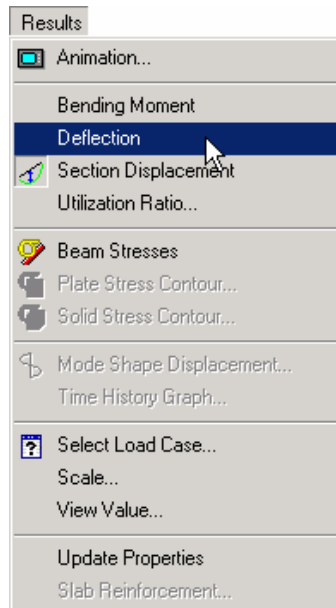 Results
Animation...
Bending Moment
Deflection
Section Displacement
Utilization Ratio...
Beam Stresses
Plate Stress Contour...
Solid Stress Contour...
Mode Shape Displacement...
Time History Graph...
Select Load Case...
Scale...
View Value...
Update Properties
Slab Reinforcement...